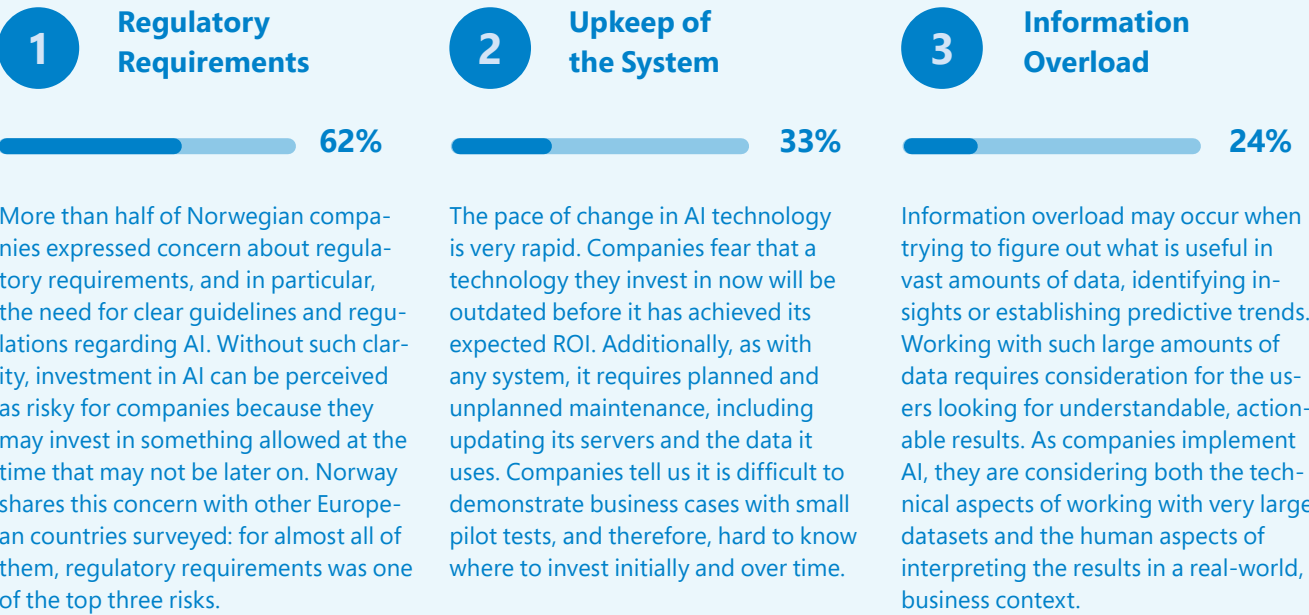 1
Regulatory
Requirements
62%
More than half of Norwegian compa-
nies expressed concern about regula-
tory requirements, and in particular,
the need for clear guidelines and regu-
lations regarding AI. Without such clar-
ity, investment in AI can be perceived
as risky for companies because they
may invest in something allowed at the
time that may not be later on. Norway
shares this concern with other Europe-
an countries surveyed: for almost all of
them, regulatory requirements was one
of the top three risks.
2
Upkeep of
the System
33%
The pace of change in AI technology
is very rapid. Companies fear that a
technology they invest in now will be
outdated before it has achieved its
expected ROI. Additionally, as with
any system, it requires planned and
unplanned maintenance, including
updating its servers and the data it
uses. Companies tell us it is difficult to
demonstrate business cases with small
pilot tests, and therefore, hard to know
where to invest initially and over time.
3
Information
Overload
24%
Information overload may occur when
trying to figure out what is useful in
vast amounts of data, identifying in-
sights or establishing predictive trends.
Working with such large amounts of
data requires consideration for the us-
ers looking for understandable, action-
able results. As companies implement
AI, they are considering both the tech-
nical aspects of working with very large
datasets and the human aspects of
interpreting the results in a real-world,
business context.